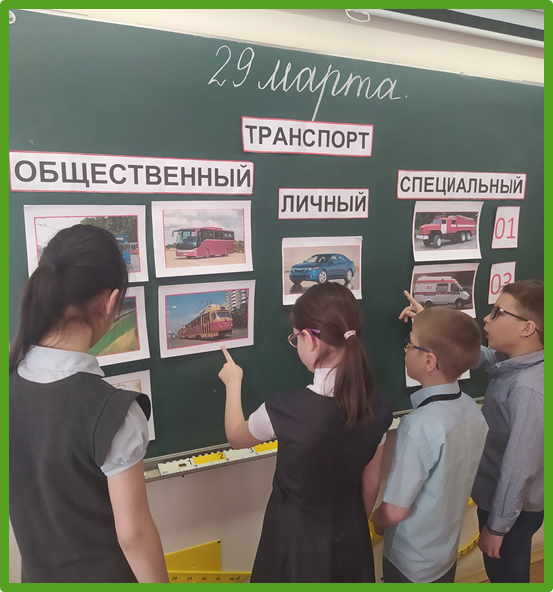 29 марта.
ТРАНСПОРТ
ОБЩЕСТВЕННЫЙ
ЛИЧНЫЙ
СПЕЦИАЛЬНЫЙ
01
03